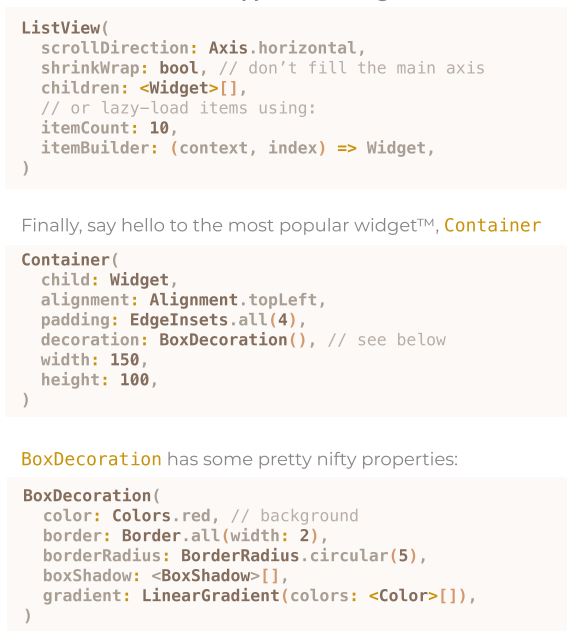 ListView(
  scrollDirection: Axis.horizontal,
  shrinkWrap: bool, // don’t fill the main axis
  children: <Widget>[],
  // or lazy-load items using:
  itemCount: 10,
  itemBuilder: (context, index) => Widget,
)
Finally, say hello to the most popular widget™, Container
Container(
  child: Widget,
  alignment: Alignment.topLeft,
  padding: EdgeInsets.all(4),
  decoration: BoxDecoration(), // see below
  width: 150,
  height: 100,
)
BoxDecoration has some pretty nifty properties:
BoxDecoration(
  color: Colors.red, // background
  border: Border.all(width: 2),
  borderRadius: BorderRadius.circular(5),
  boxShadow: <BoxShadow>[],
  gradient: LinearGradient(colors: <Color>[]),
)